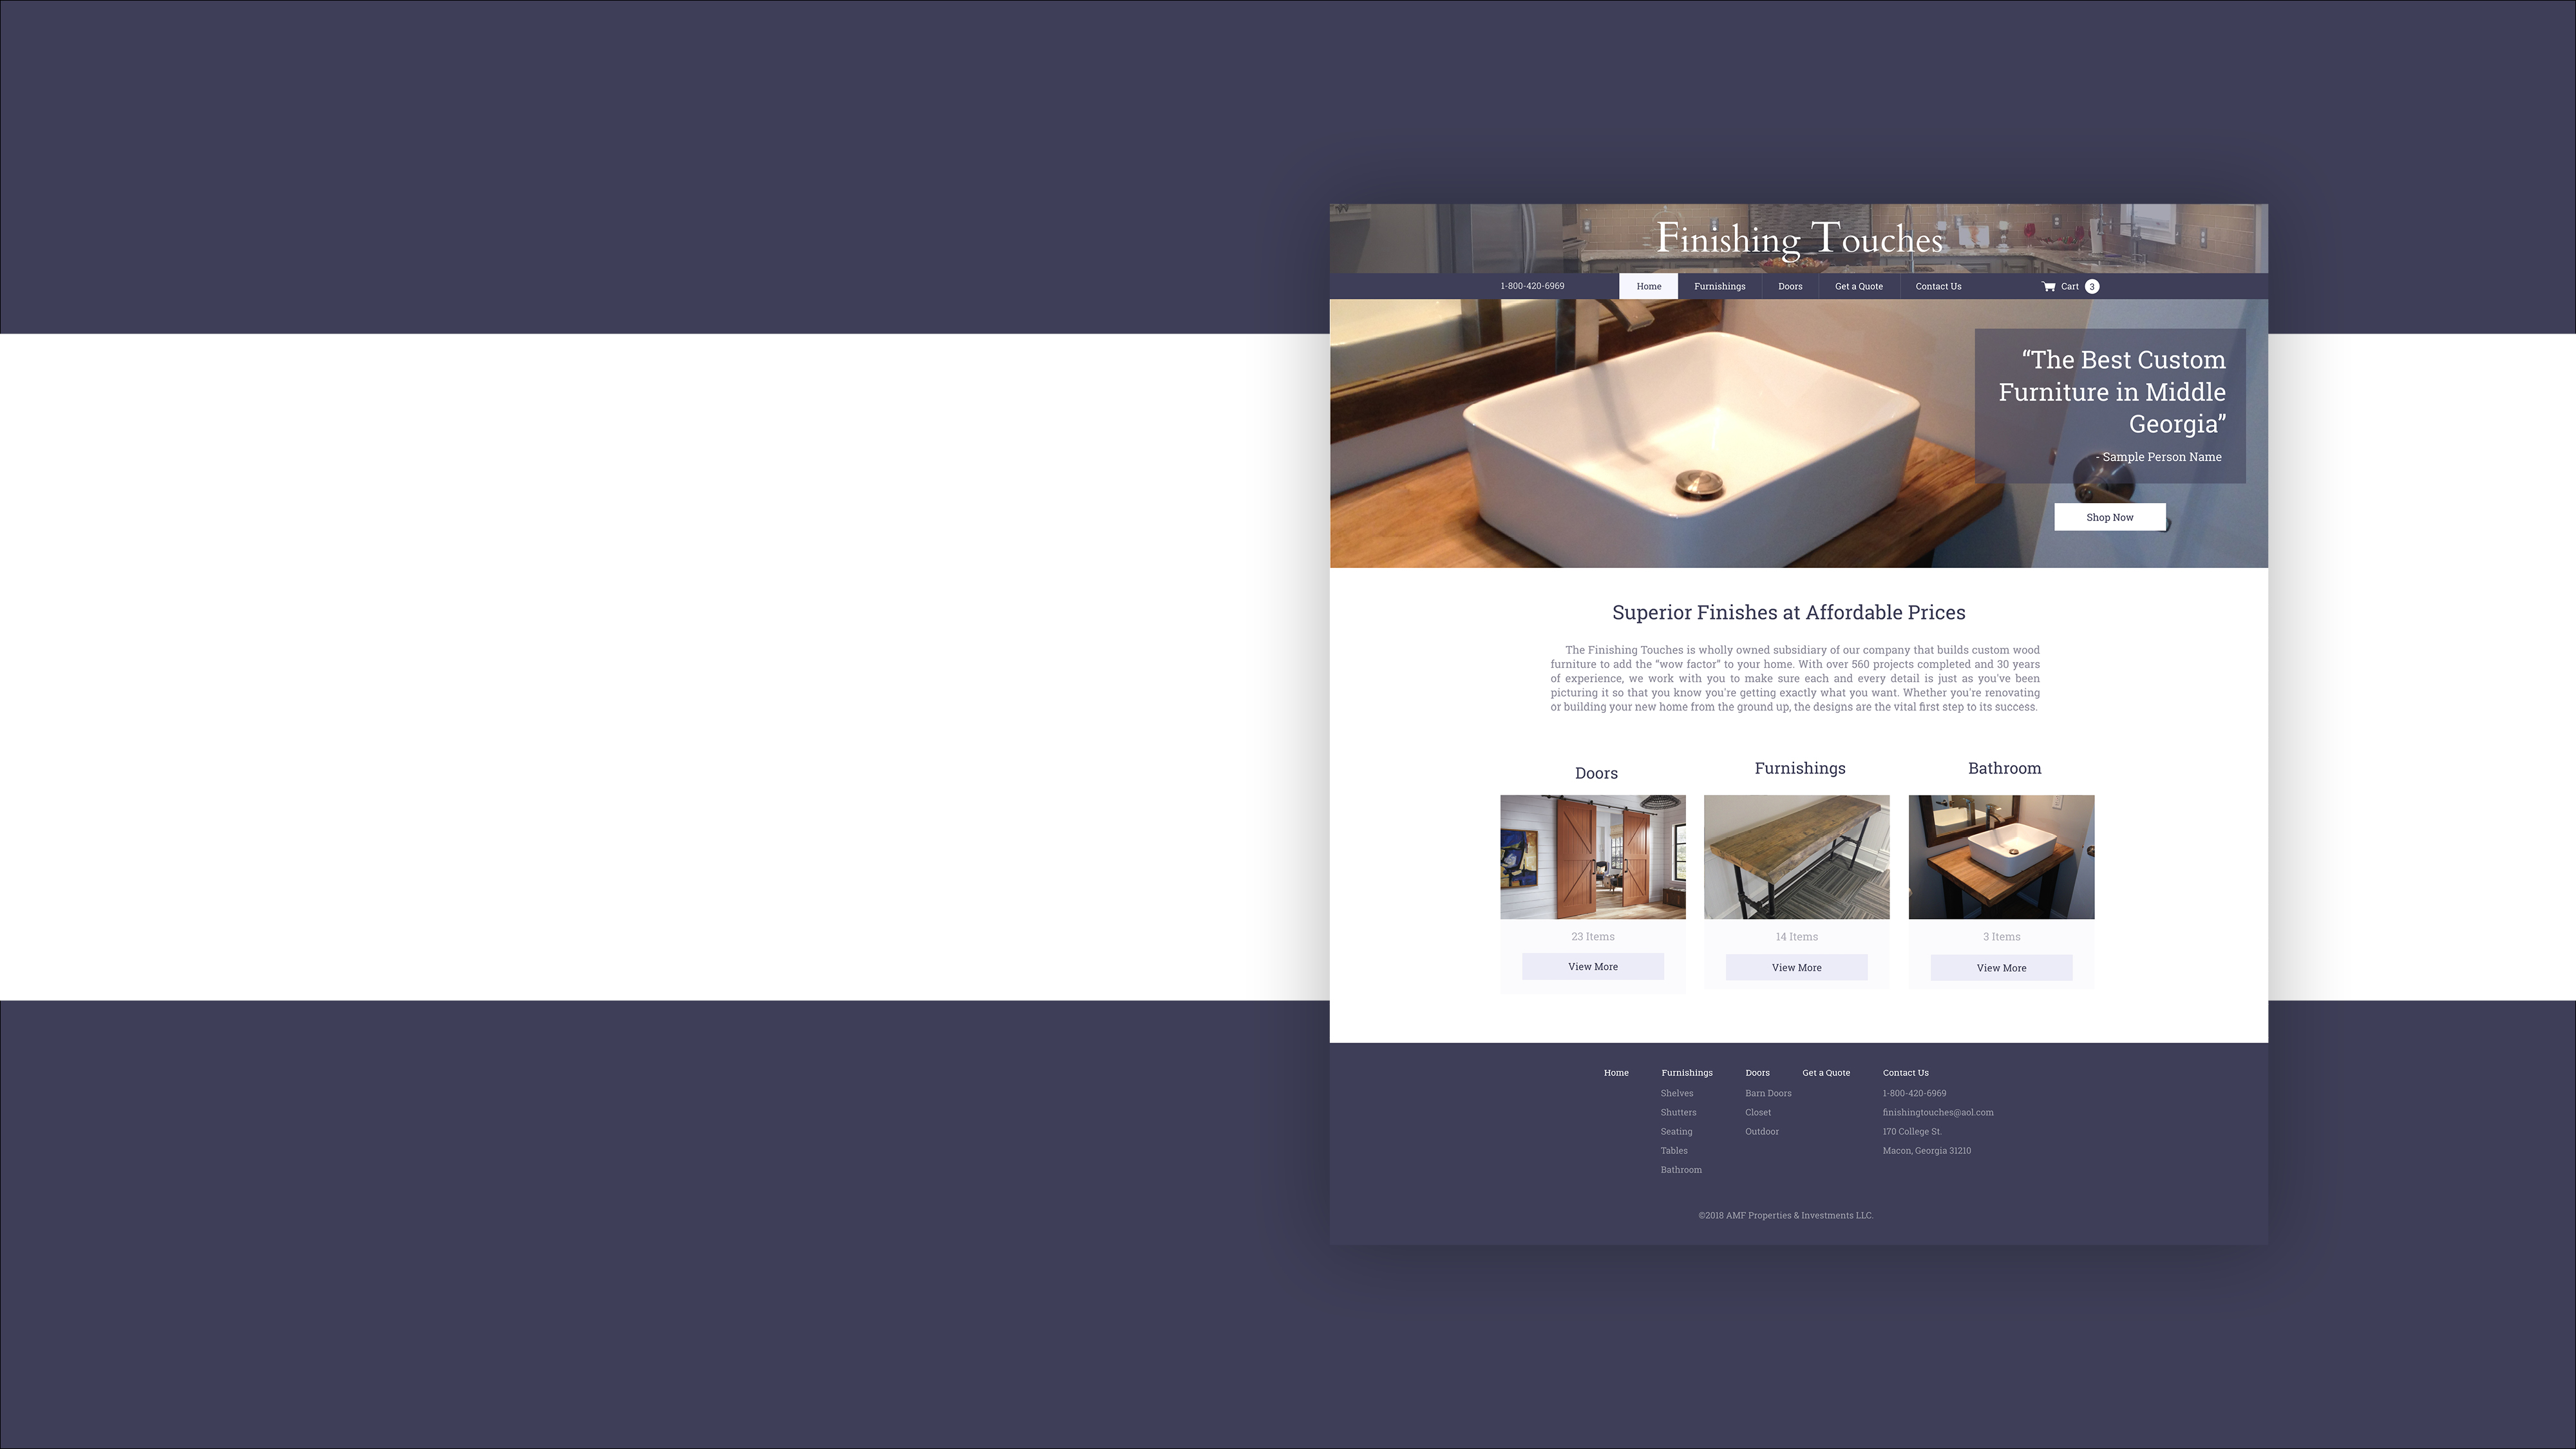 Finishing Touches
1-800-420-6969
Home
Furnishings
Doors
Get a Quote
Contact Us
Cart
3
“The Best Custom
Furniture in Middle
Georgia”
- Sample Person Name
Shop Now
Superior Finishes at Affordable Prices
The Finishing Touches is wholly owned subsidiary of our company that builds custom wood
furniture to add the “wow factor” to your home. With over 560 projects completed and 30 years
of experience, we work with you to make sure each and every detail is just as you've been
picturing it so that you know you're getting exactly what you want. Whether you're renovating
or building your new home from the ground up, the designs are the vital first step to its success.
Doors
23 Items
View More
Furnishings
14 Items
View More
Bathroom
3 Items
View More
Home
Furnishings
Shelves
Shutters
Seating
Tables
Bathroom
Doors
Barn Doors
Closet
Outdoor
Get a Quote
Contact Us
1-800-420-6969
finishingtouches@aol.com
170 College St.
Macon, Georgia 31210
©2018 AMF Properties & Investments LLC.